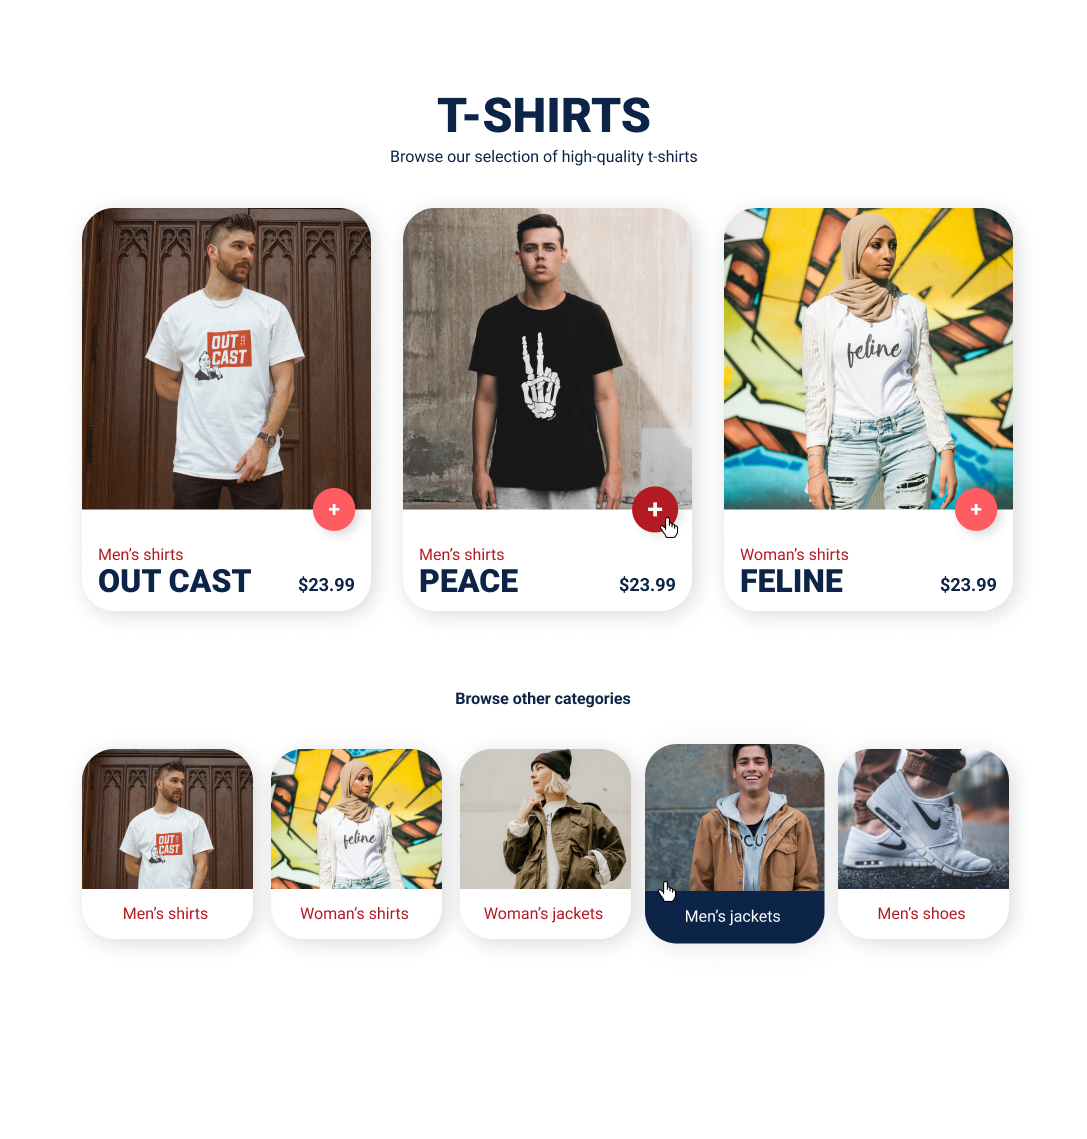 T-SHIRTS
Browse our selection of high-quality t-shirts
OUT
CAST
feline
Men's shirts
OUT CAST
$23.99
Men's shirts
PEACE
$23.99
Woman's shirts
FELINE
$23.99
Browse other categories
OUT
CAST
feline
Men's shirts
Woman's shirts
Woman's jackets
Men's jackets
Men's shoes